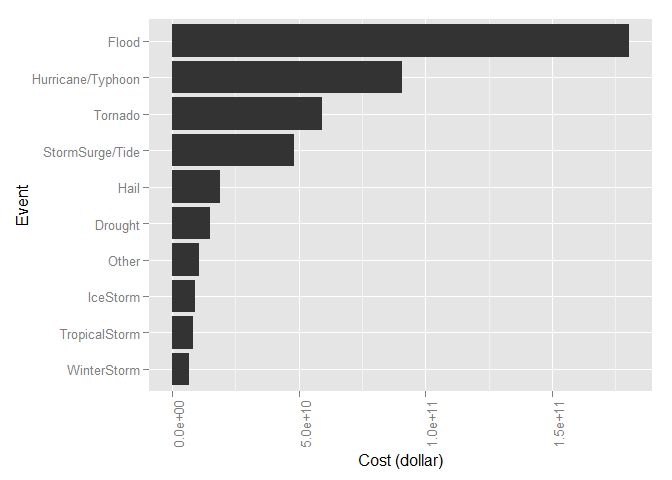 Event
Flood
Hurricane/Typhoon
Tornado
StormSurge/Tide
Hail
Drought
Other
IceStorm
TropicalStorm
WinterStorm
0.0e+00
5.0e+10
1.0e+11
1.5e+11
Cost (dollar)